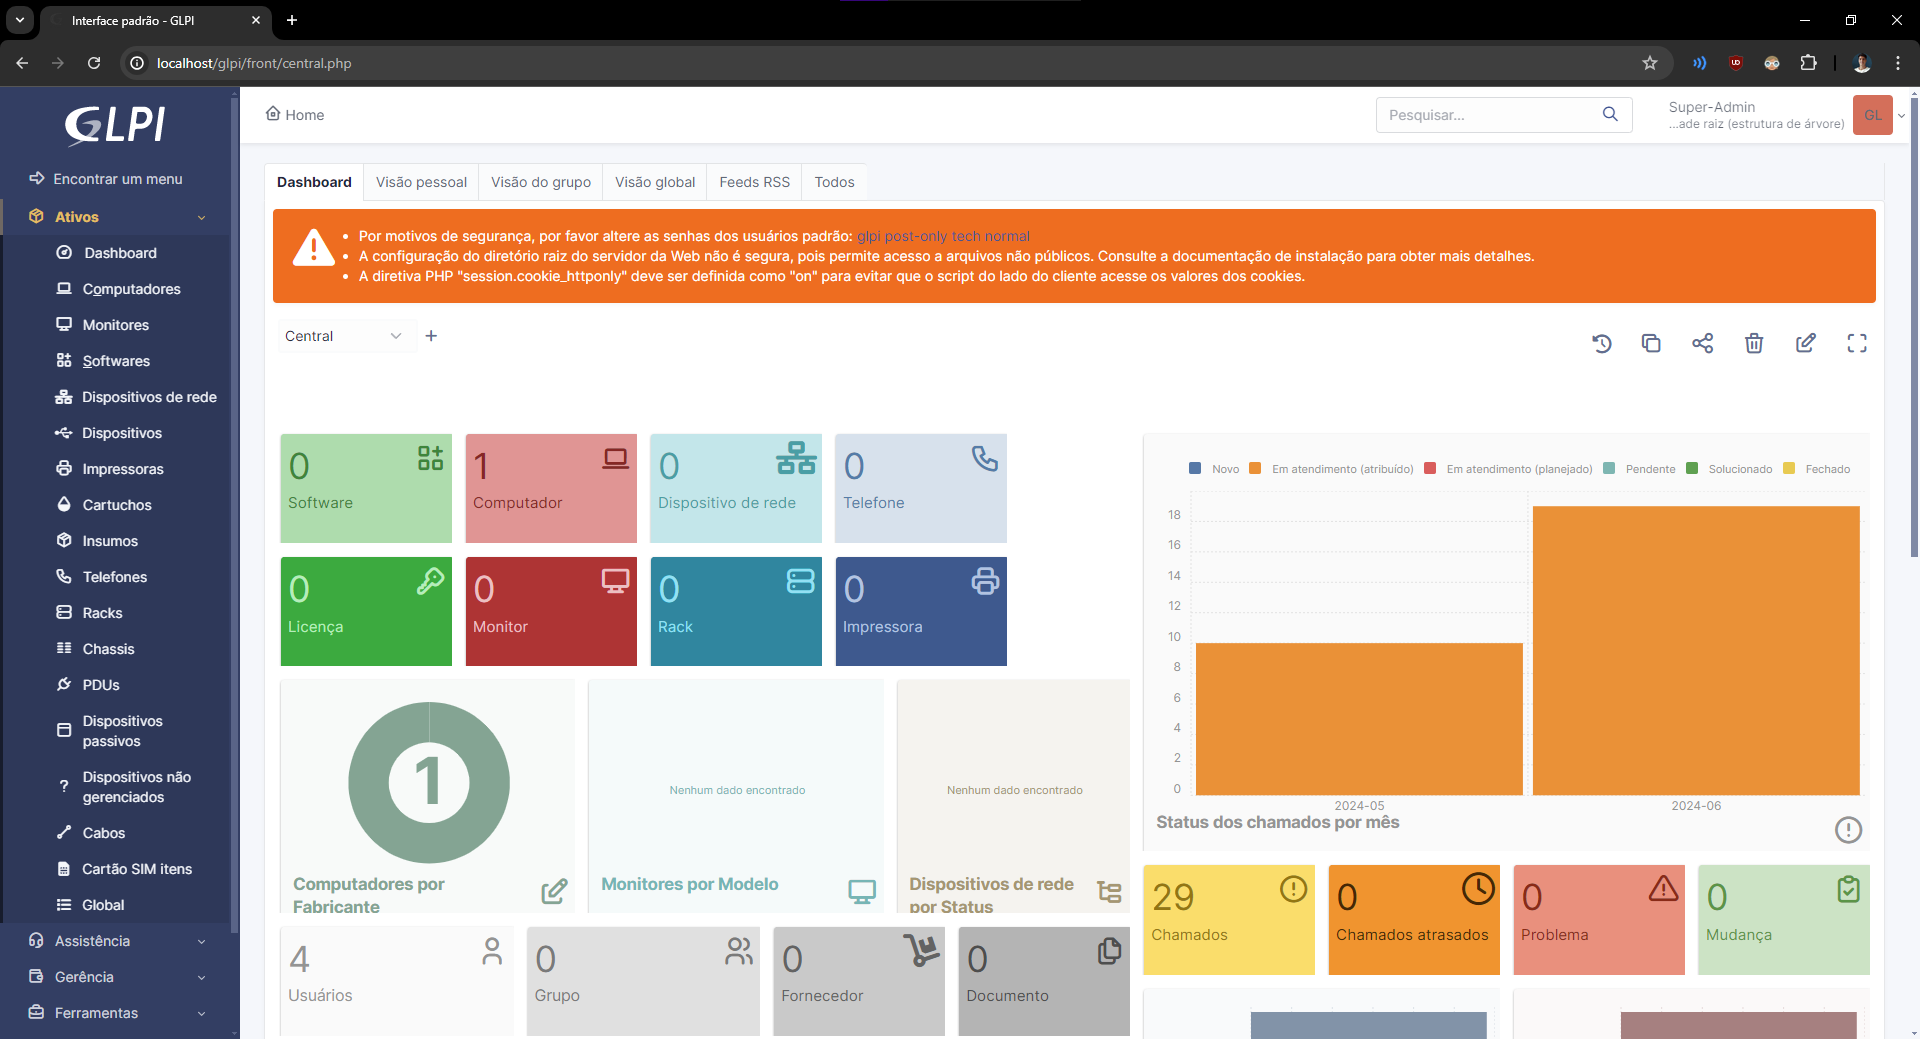 Interface padrão - GLPI
localhost/glpi/front/central.php
GLPI
Encontrar um menu
Ativos
Dashboard
Computadores
Monitores
Softwares
Dispositivos de rede
Dispositivos
Impressoras
Cartuchos
Insumos
Telefones
Racks
Chassis
PDUs
Dispositivos
passivos
Dispositivos não
gerenciados
Cabos
Cartão SIM itens
Global
Assistência
Gerência
Ferramentas
Home
Pesquisar...
Super-Admin
...ade raiz (estrutura de árvore)
GL
Dashboard
Visão pessoal
Visão do grupo
Visão global
Feeds RSS
Todos
Por motivos de segurança, por favor altere as senhas dos usuários padrão: glpi post-only tech normal
A configuração do diretório raiz do servidor da Web não é segura, pois permite acesso a arquivos não públicos. Consulte a documentação de instalação para obter mais detalhes.
A diretiva PHP "session.cookie_httponly" deve ser definida como "on" para evitar que o script do lado do cliente acesse os valores dos cookies.
Central
0
Software
1
Computador
0
Dispositivo de rede
0
Telefone
0
Licença
0
Monitor
0
Rack
0
Impressora
1
Computadores por
Fabricante
Nenhum dado encontrado
Monitores por Modelo
Nenhum dado encontrado
Dispositivos de rede
por Status
4
Usuários
0
Grupo
0
Fornecedor
0
Documento
Novo
Em atendimento (atribuído)
Em atendimento (planejado)
Pendente
Solucionado
Fechado
18
16
14
12
10
8
6
4
2
0
2024-05
2024-06
Status dos chamados por mês
29
Chamados
0
Chamados atrasados
0
Problema
0
Mudança